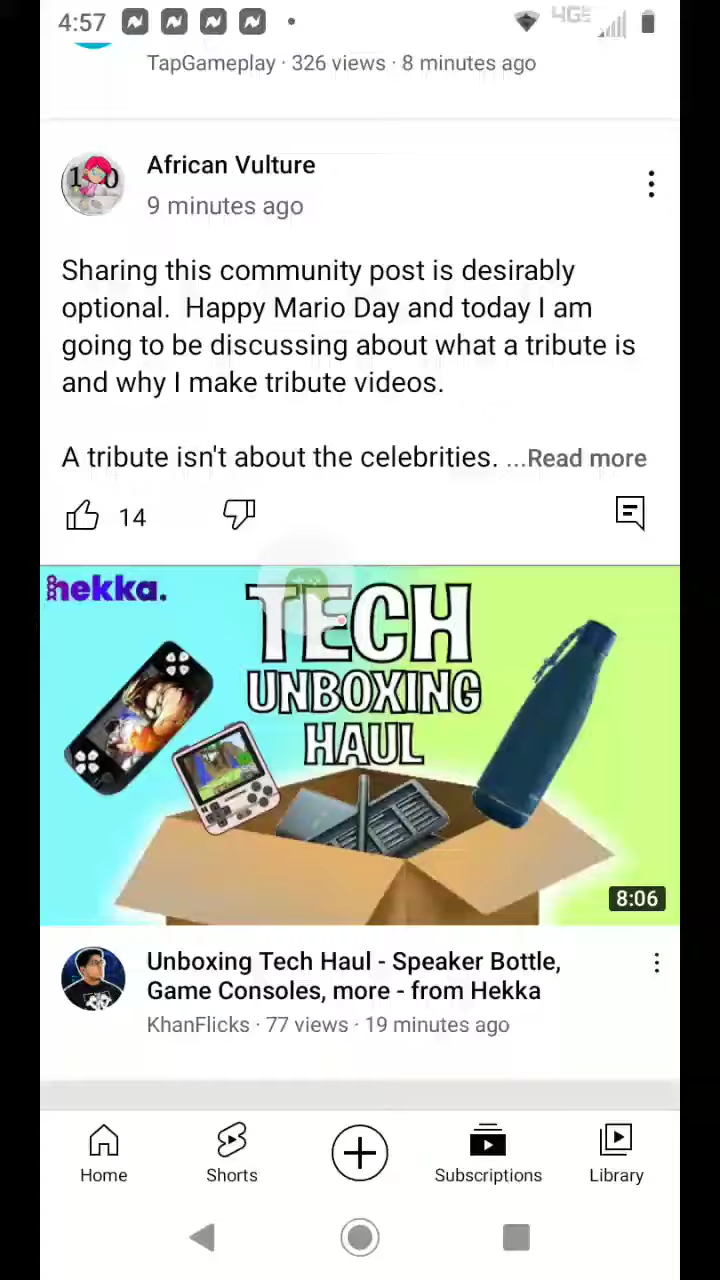 4:57
4GE
TapGameplay · 326 views · 8 minutes ago
African Vulture
9 minutes ago
Sharing this community post is desirably
optional.  Happy Mario Day and today I am
going to be discussing about what a tribute is
and why I make tribute videos.
A tribute isn't about the celebrities. ...Read more
14
hekka.
TECH
UNBOXING
HAUL
8:06
Unboxing Tech Haul - Speaker Bottle,
Game Consoles, more - from Hekka
KhanFlicks · 77 views · 19 minutes ago
Home
Shorts
Subscriptions
Library